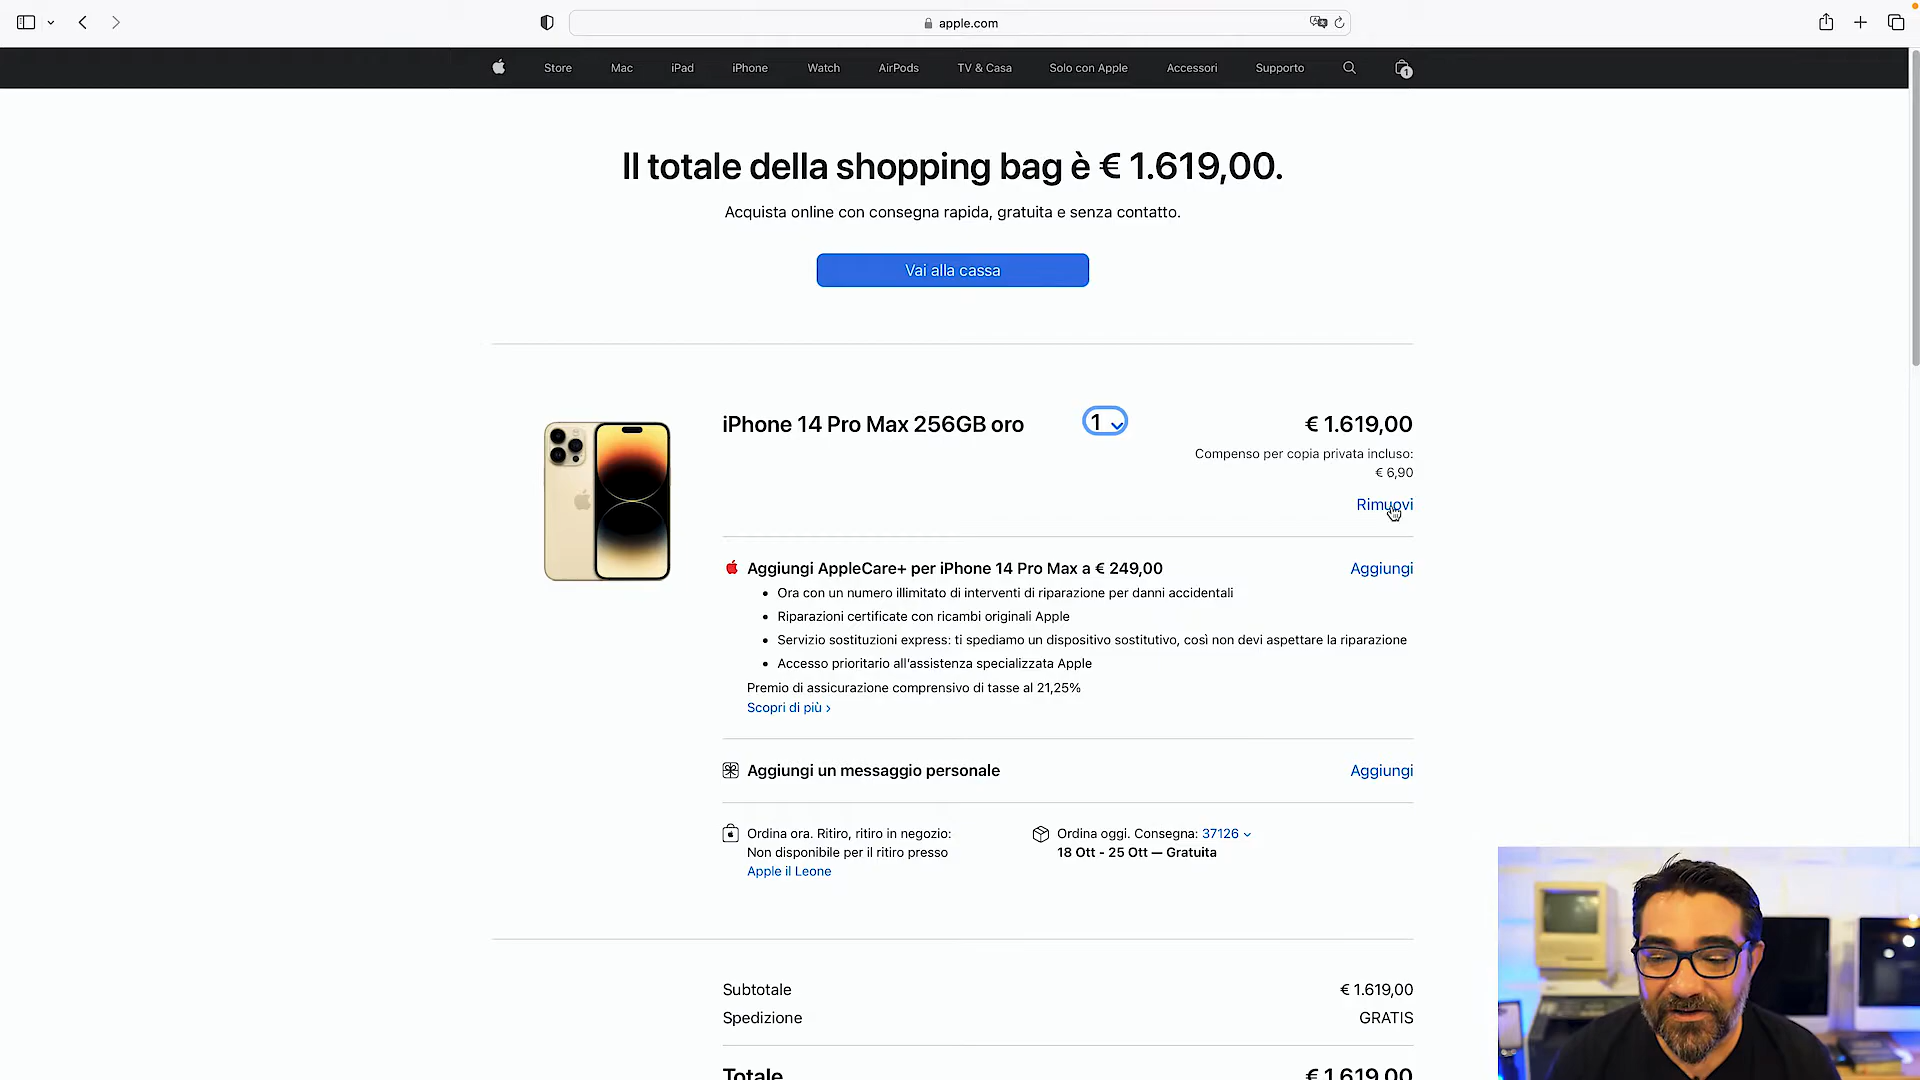 apple.com
Store Mac iPad iPhone Watch AirPods TV & Casa Solo con Apple Accessori Supporto 1
Il totale della shopping bag è € 1.619,00.
Acquista online con consegna rapida, gratuita e senza contatto.
Vai alla cassa
iPhone 14 Pro Max 256GB oro 1 € 1.619,00
Compenso per copia privata incluso:
€ 6,90
Rimuovi
Aggiungi AppleCare+ per iPhone 14 Pro Max a € 249,00 Aggiungi
• Ora con un numero illimitato di interventi di riparazione per danni accidentali
• Riparazioni certificate con ricambi originali Apple
• Servizio sostituzioni express: ti spediamo un dispositivo sostitutivo, così non devi aspettare la riparazione
• Accesso prioritario all'assistenza specializzata Apple
Premio di assicurazione comprensivo di tasse al 21,25%
Scopri di più ›
Aggiungi un messaggio personale Aggiungi
Ordina ora. Ritiro, ritiro in negozio:
Non disponibile per il ritiro presso
Apple il Leone
Ordina oggi. Consegna: 37126
18 Ott - 25 Ott — Gratuita
Subtotale € 1.619,00
Spedizione GRATIS
Totale € 1.619,00